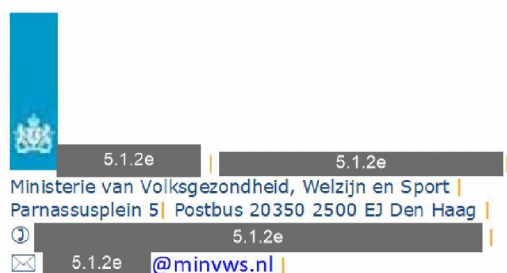 5.1.2e | 5.1.2e |
Ministerie van Volksgezondheid, Welzijn en Sport |
Parnassusplein 5| Postbus 20350 2500 EJ Den Haag |
5.1.2e |
5.1.2e @minvws.nl |